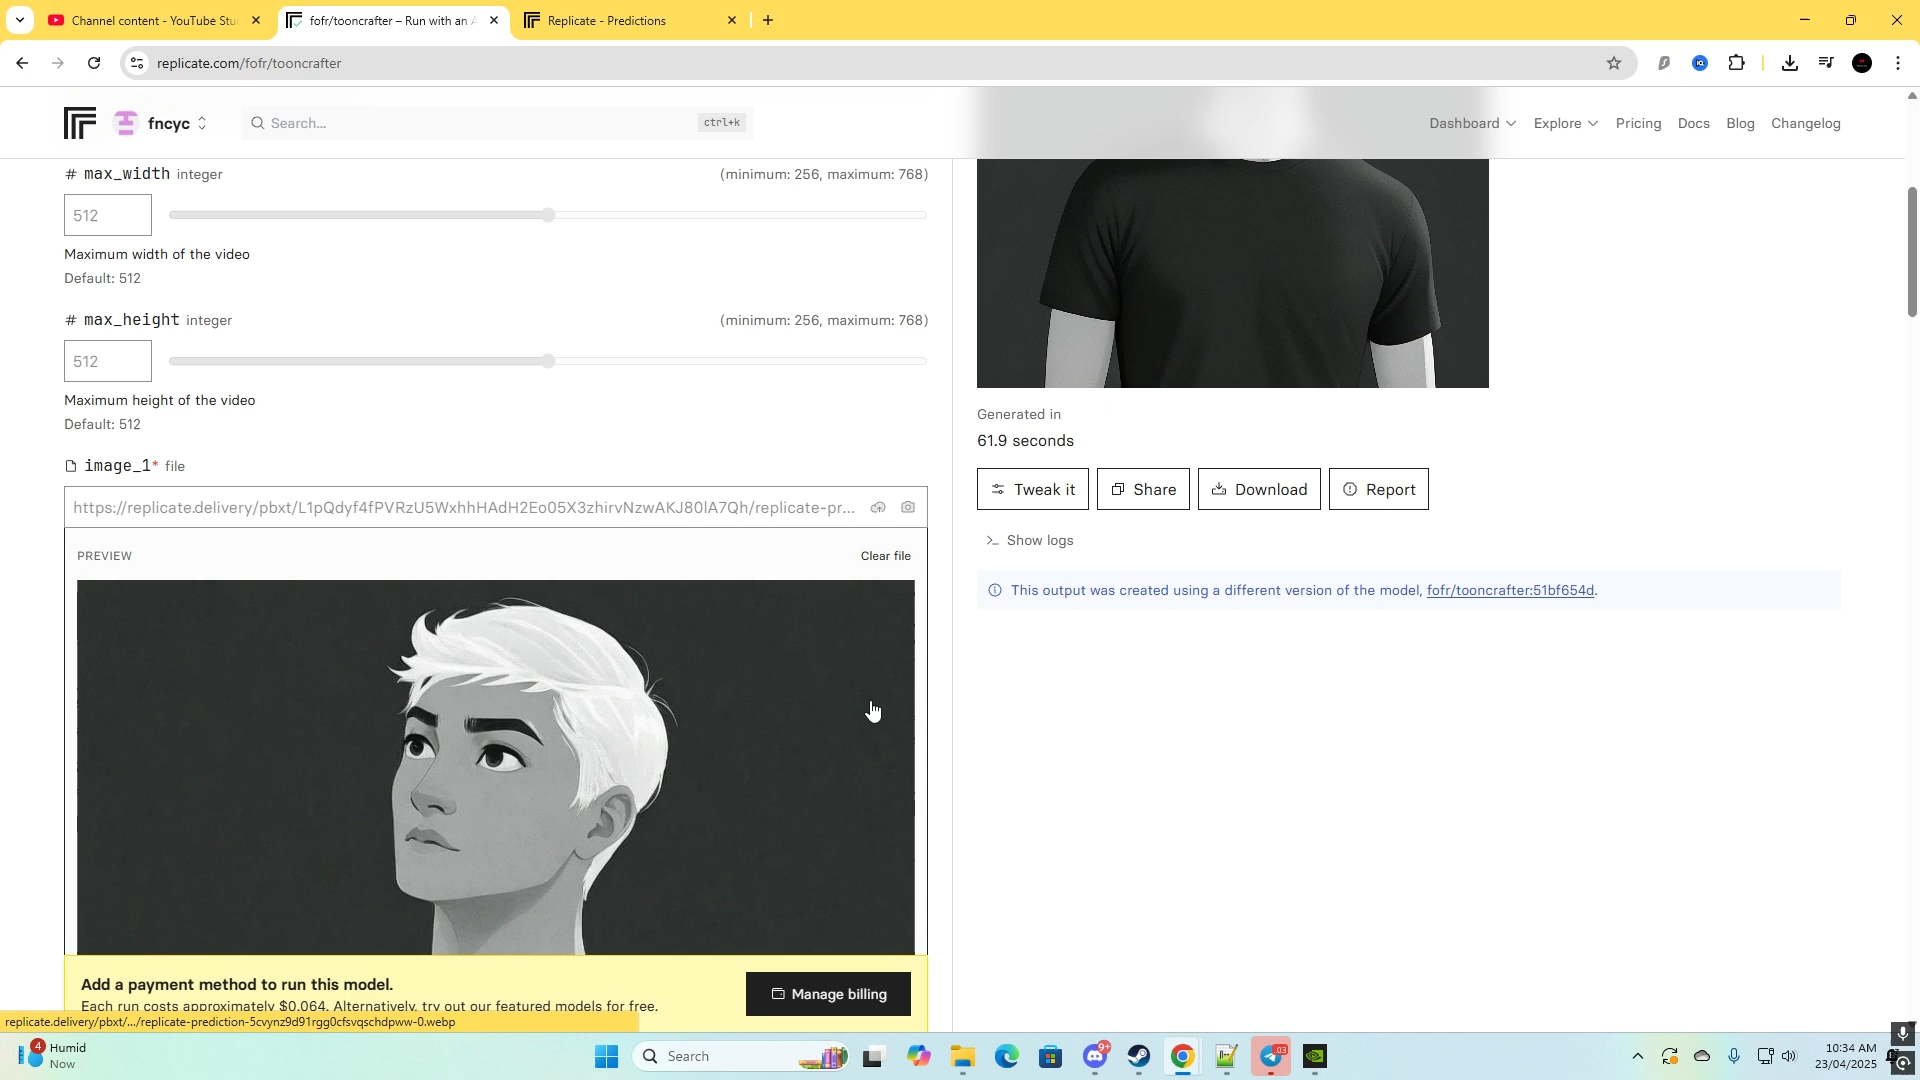 Channel content - YouTube Stu
fofr/tooncrafter – Run with an A
Replicate - Predictions
replicate.com/fofr/tooncrafter
fncyc
Search...
ctrl+k
Dashboard
Explore
Pricing
Docs
Blog
Changelog
# max_width integer
(minimum: 256, maximum: 768)
512
Maximum width of the video
Default: 512
# max_height integer
(minimum: 256, maximum: 768)
512
Maximum height of the video
Default: 512
image_1* file
https://replicate.delivery/pbxt/L1pQdyf4fPVRzU5WxhhHAdH2Eo05X3zhirvNzwAKJ80lA7Qh/replicate-pr...
PREVIEW
Clear file
Add a payment method to run this model.
Each run costs approximately $0.064. Alternatively, try out our featured models for free.
Manage billing
Generated in
61.9 seconds
Tweak it
Share
Download
Report
Show logs
This output was created using a different version of the model, fofr/tooncrafter:51bf654d.
replicate.delivery/pbxt/.../replicate-prediction-5cvynz9d91rgg0cfsvqschdpww-0.webp
4
Humid
Now
Search
9+
.03
10:34 AM
23/04/2025